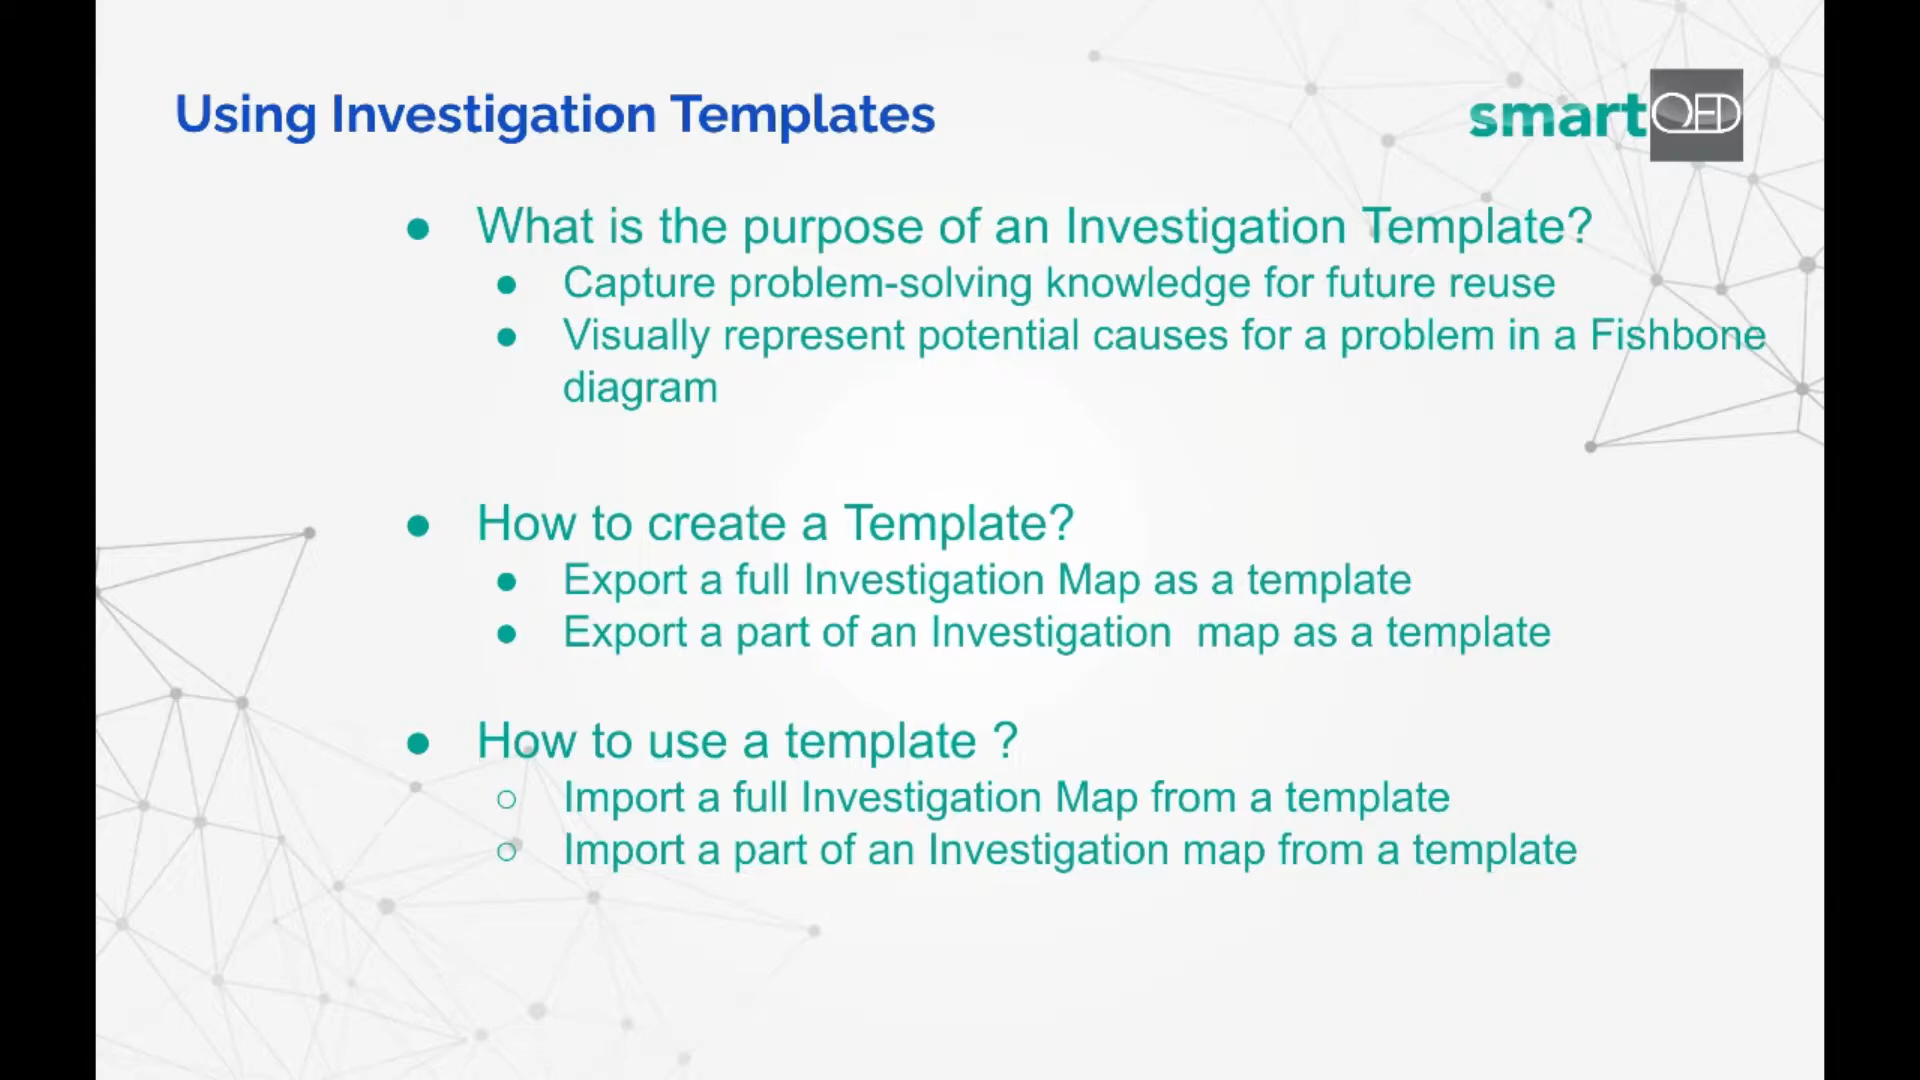 Using Investigation Templates
smartQED
● What is the purpose of an Investigation Template?
● Capture problem-solving knowledge for future reuse
● Visually represent potential causes for a problem in a Fishbone
diagram
● How to create a Template?
● Export a full Investigation Map as a template
● Export a part of an Investigation  map as a template
● How to use a template ?
○ Import a full Investigation Map from a template
○ Import a part of an Investigation map from a template